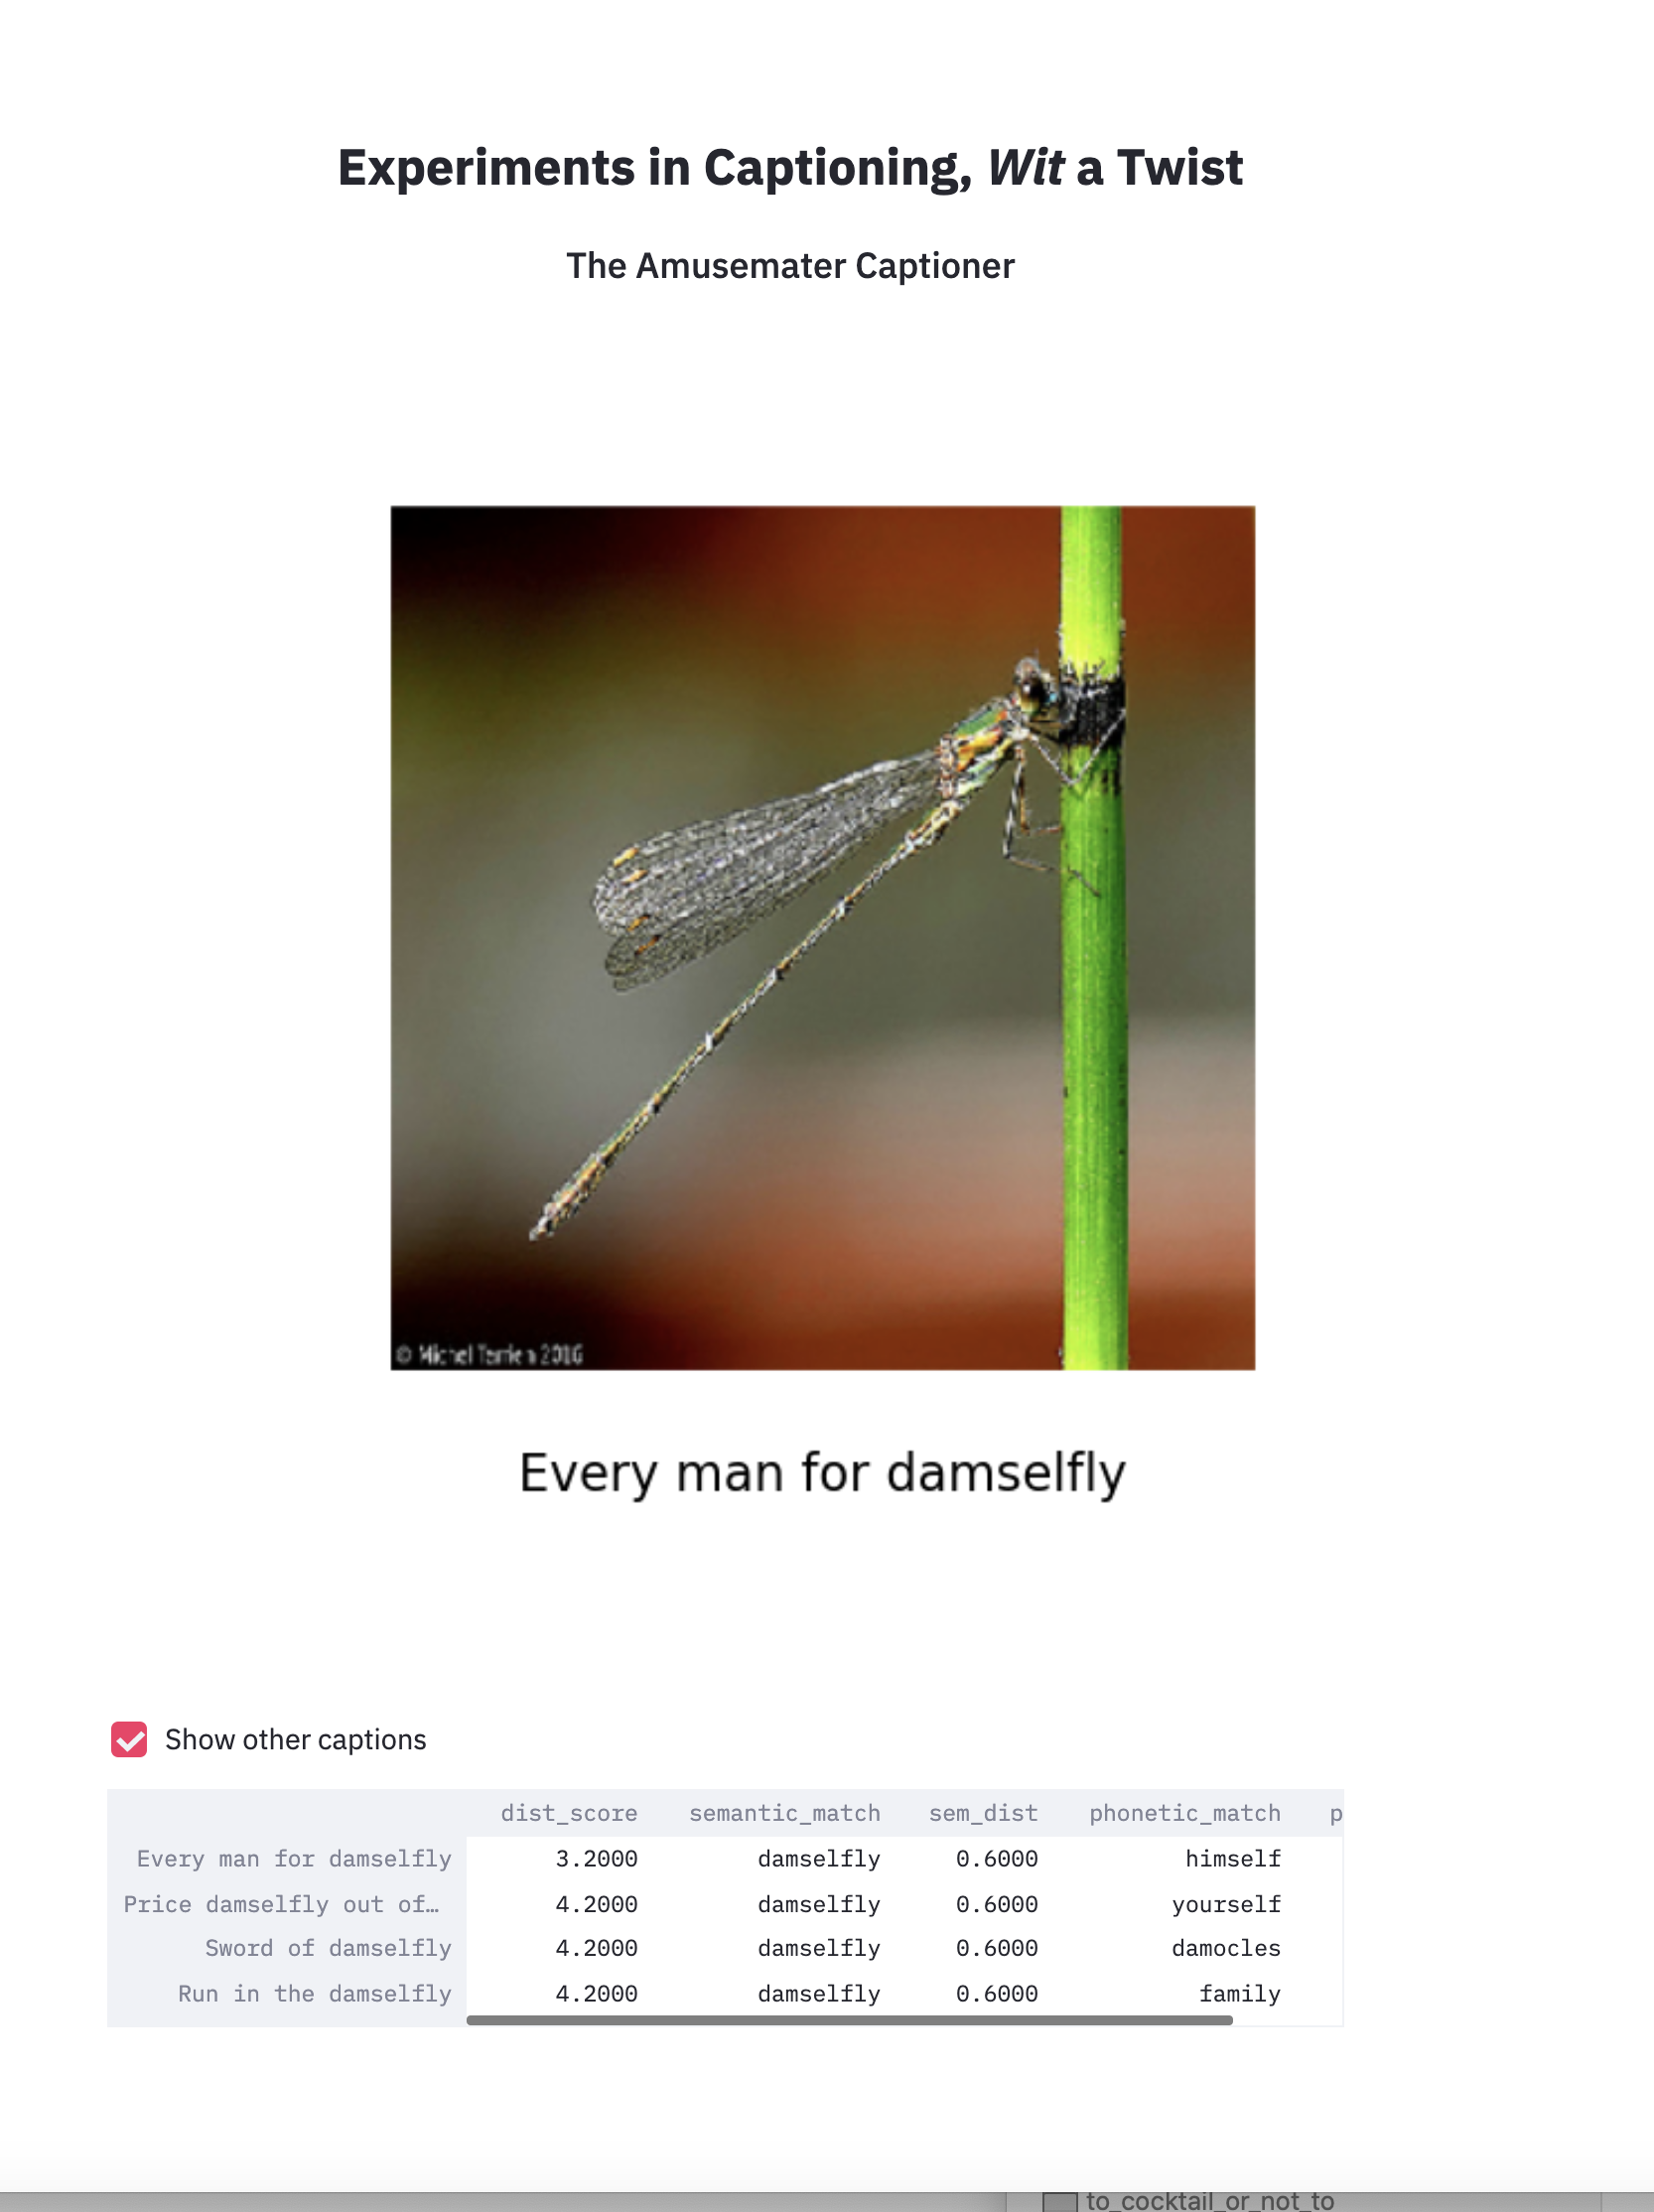 Experiments in Captioning, Wit a Twist
The Amusemater Captioner
© Michel 2016
Every man for damselfly
Show other captions
dist_score semantic_match sem_dist phonetic_match p
Every man for damselfly 3.2000 damselfly 0.6000 himself
Price damselfly out of… 4.2000 damselfly 0.6000 yourself
Sword of damselfly 4.2000 damselfly 0.6000 damocles
Run in the damselfly 4.2000 damselfly 0.6000 family
to_cocktail_or_not_to